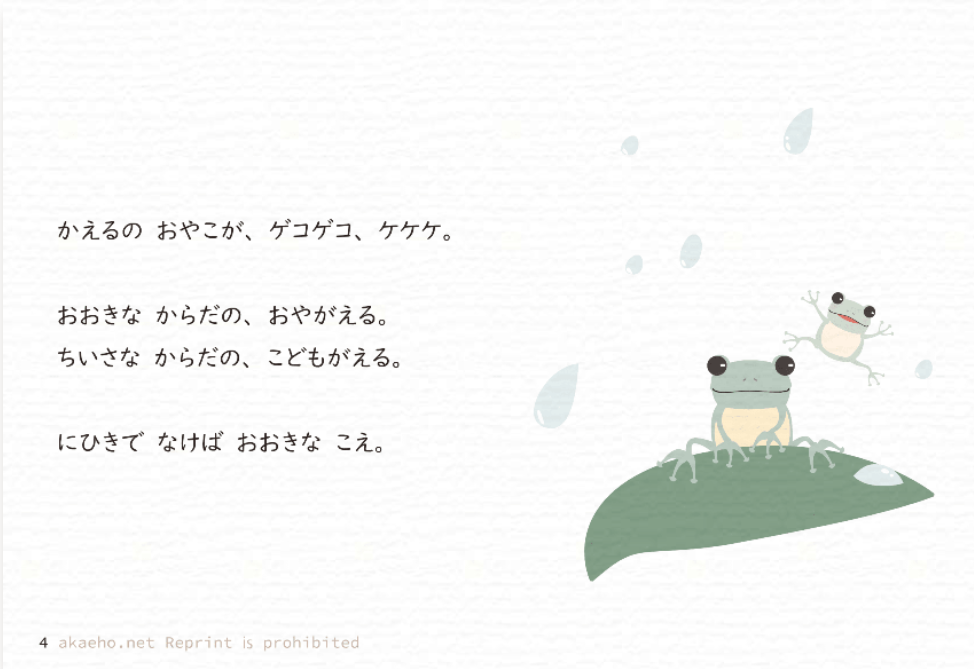 かえるの おやこが、ゲコゲコ、ケケケ。
おおきな からだの、おやがえる。
ちいさな からだの、こどもがえる。
にひきで なけば おおきな こえ。
4 akaeho.net Reprint is prohibited